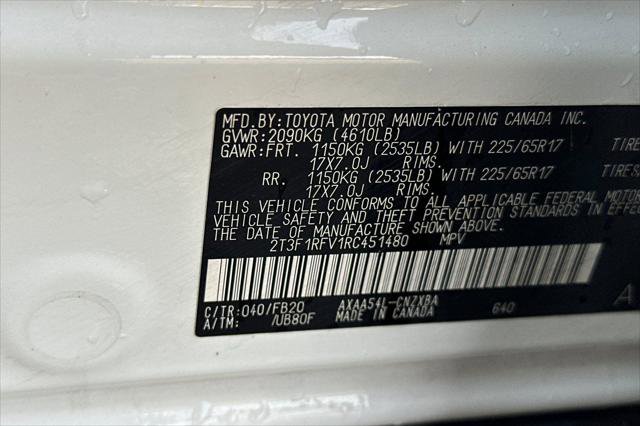 MFD.BY:TOYOTA MOTOR MANUFACTURING CANADA INC.
GVWR:2090KG (4610LB)
GAWR:FRT. 1150KG (2535LB) WITH 225/65R17 TIRE
17X7.0J RIMS.
RR. 1150KG (2535LB) WITH 225/65R17 TIRES
17X7.0J RIMS.
THIS VEHICLE CONFORMS TO ALL APPLICABLE FEDERAL MOTOR
VEHICLE SAFETY AND THEFT PREVENTION STANDARDS IN EFFE
THE DATE OF MANUFACTURE SHOWN ABOVE.
2T3F1RFV1RC451480 MPV
C/TR:040/FB20 AXAA54L-CNZXBA 640 A
A/TM: /UB80F MADE IN CANADA